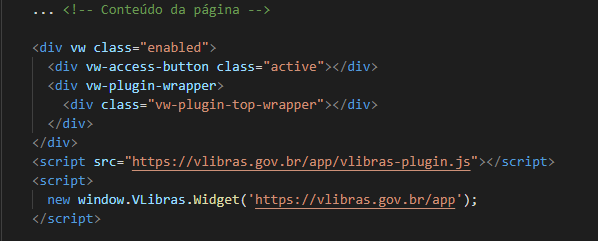 ... <!-- Conteúdo da página -->
<div vw class="enabled">
<div vw-access-button class="active"></div>
<div vw-plugin-wrapper>
<div class="vw-plugin-top-wrapper"></div>
</div>
</div>
<script src="https://vlibras.gov.br/app/vlibras-plugin.js"></script>
<script>
new window.VLibras.Widget('https://vlibras.gov.br/app');
</script>